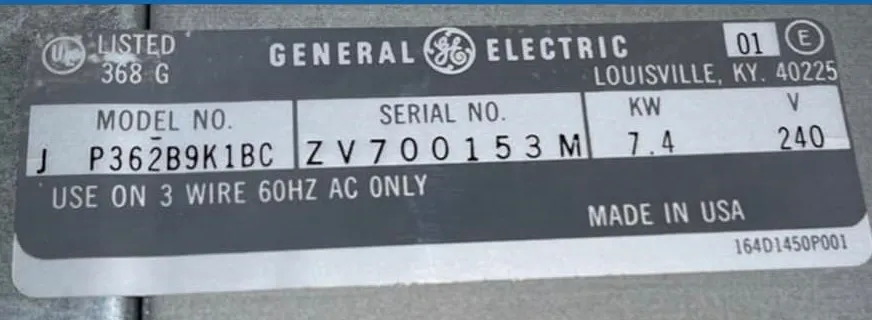 UL LISTED
368 G
GENERAL GE ELECTRIC
01 E
LOUISVILLE, KY. 40225
MODEL NO.
J P362B9K1BC
SERIAL NO.
ZV700153M
KW
7.4
V
240
USE ON 3 WIRE 60HZ AC ONLY
MADE IN USA
164D1450P001